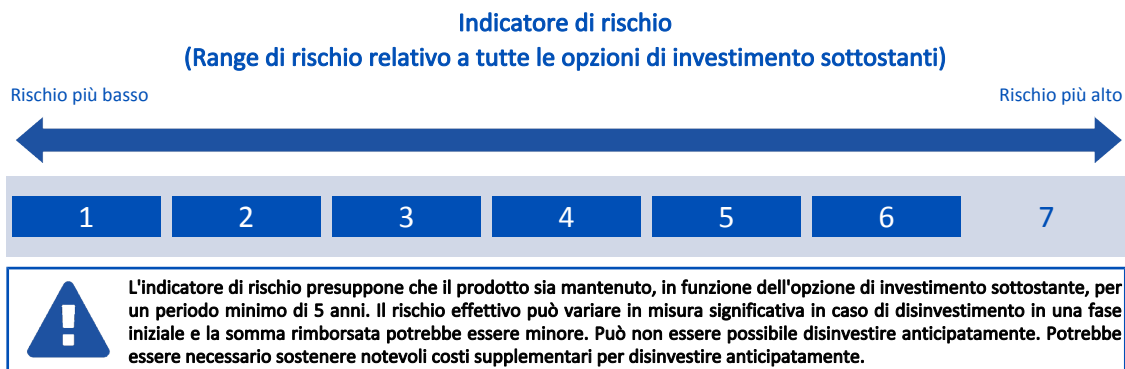 Indicatore di rischio
(Range di rischio relativo a tutte le opzioni di investimento sottostanti)
Rischio più basso Rischio più alto
1 2 3 4 5 6 7
L'indicatore di rischio presuppone che il prodotto sia mantenuto, in funzione dell'opzione di investimento sottostante, per
un periodo minimo di 5 anni. Il rischio effettivo può variare in misura significativa in caso di disinvestimento in una fase
iniziale e la somma rimborsata potrebbe essere minore. Può non essere possibile disinvestire anticipatamente. Potrebbe
essere necessario sostenere notevoli costi supplementari per disinvestire anticipatamente.